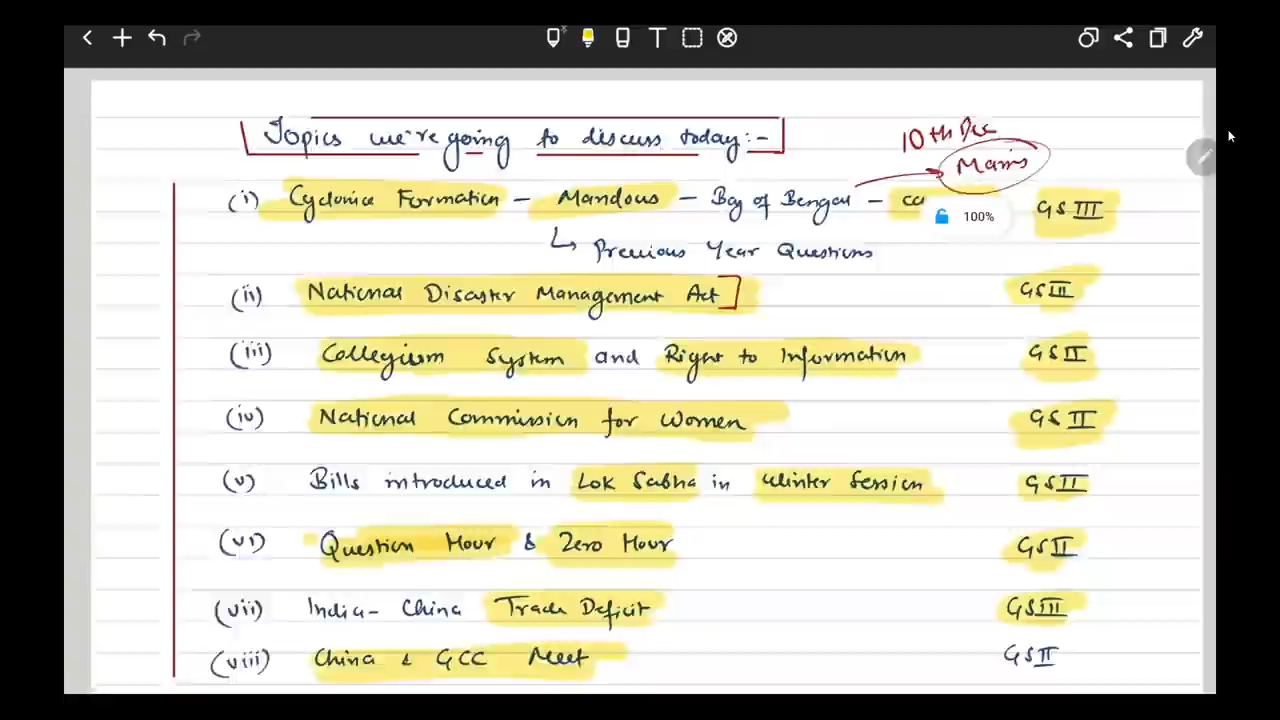 Topics we're going to discuss today:-
10th Dec
Mains
(i) Cyclonic Formation - Mandous - Bay of Bengal - GS III
100%
↳ Previous Year Questions
(ii) National Disaster Management Act] GS III
(iii) Collegium System and Right to Information GS II
(iv) National Commission for Women GS II
(v) Bills introduced in Lok Sabha in Winter Session GS II
(vi) Question Hour & Zero Hour GS II
(vii) India- China Trade Deficit GS III
(viii) China & GCC Meet GS II